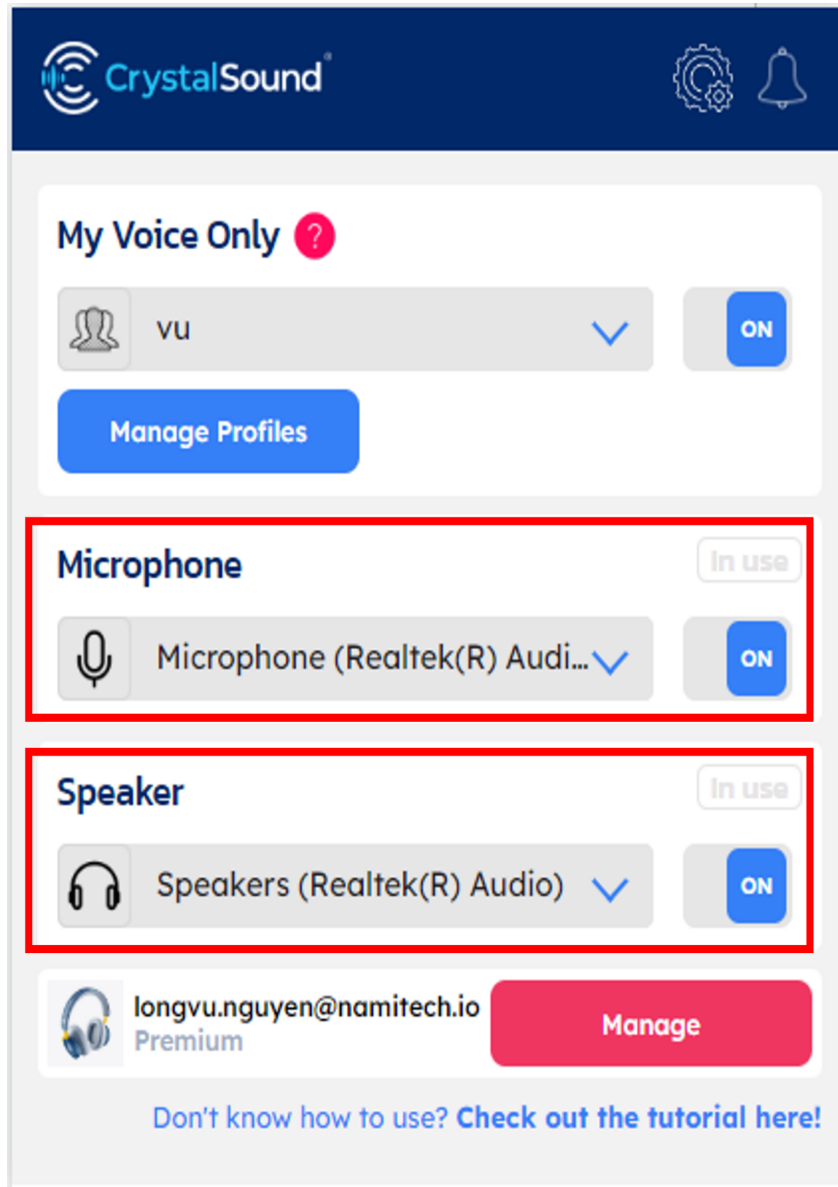 CrystalSound®
My Voice Only ?
vu
ON
Manage Profiles
Microphone
In use
Microphone (Realtek(R) Audi...
ON
Speaker
In use
Speakers (Realtek(R) Audio)
ON
longvu.nguyen@namitech.io
Premium
Manage
Don't know how to use? Check out the tutorial here!